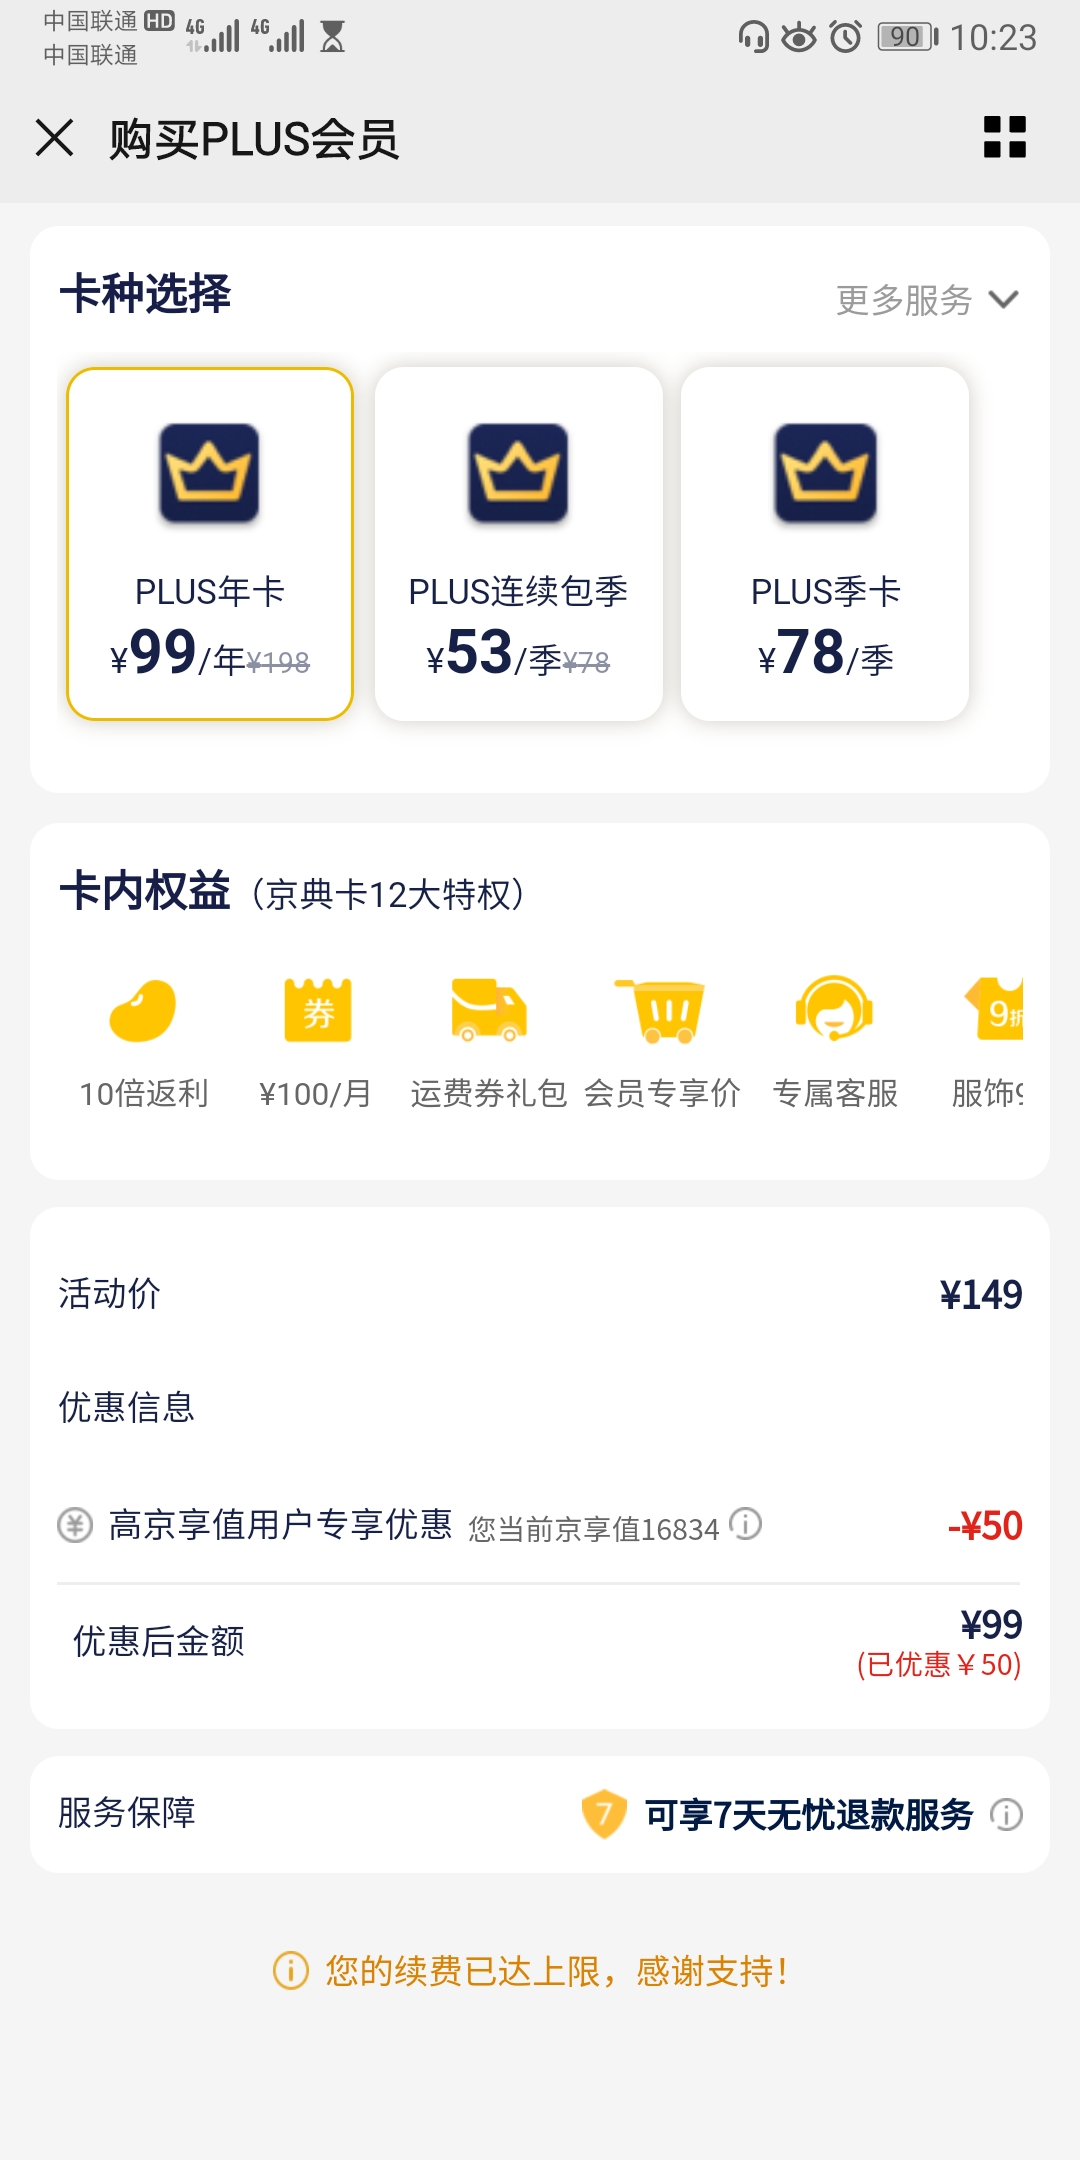 中国联通 HD 4G 4G 90 10:23
中国联通
购买PLUS会员
卡种选择 更多服务
PLUS年卡 PLUS连续包季 PLUS季卡
¥99/年¥198 ¥53/季¥78 ¥78/季
卡内权益（京典卡12大特权）
券 9折
10倍返利 ¥100/月 运费券礼包 会员专享价 专属客服 服饰9
活动价 ¥149
优惠信息
¥ 高京享值用户专享优惠 您当前京享值16834 -¥50
优惠后金额 ¥99
(已优惠￥50)
服务保障 7 可享7天无忧退款服务
您的续费已达上限，感谢支持！